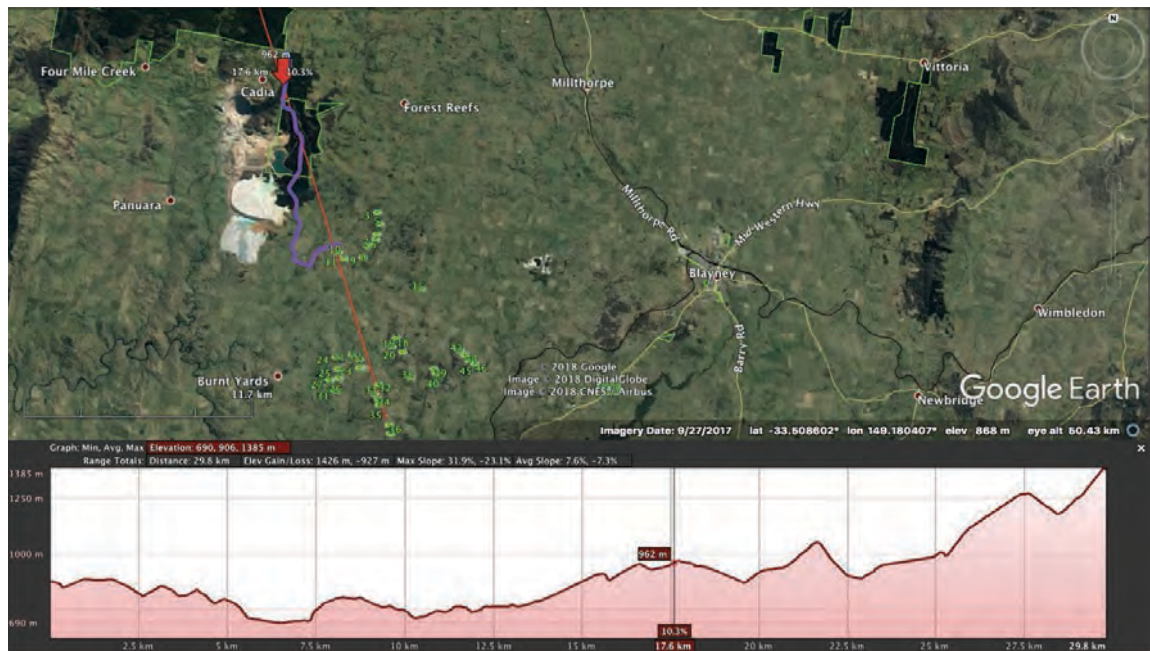 N
962 m
Four Mile Creek
17.6 km
10.3%
Cadia
Millthorpe
Vittoria
Forest Reefs
Panuara
Millthorpe Rd
Mid-Western Hwy
Blayney
Wimbledon
Barry Rd
Burnt Yards
11.7 km
© 2018 Google
Image © 2018 DigitalGlobe
Image © 2018 CNES / Airbus
Newbridge
Google Earth
Imagery Date: 9/27/2017 lat -33.508602° lon 149.180407° elev 868 m eye alt 50.43 km
Graph: Min, Avg, Max Elevation: 690, 906, 1385 m
Range Totals: Distance: 29.8 km Elev Gain/Loss: 1426 m, -927 m Max Slope: 31.9%, -23.1% Avg Slope: 7.6%, -7.3%
1385 m
1250 m
1000 m
962 m
690 m
10.3%
2.5 km 5 km 7.5 km 10 km 12.5 km 15 km 17.6 km 20 km 22.5 km 25 km 27.5 km 29.8 km